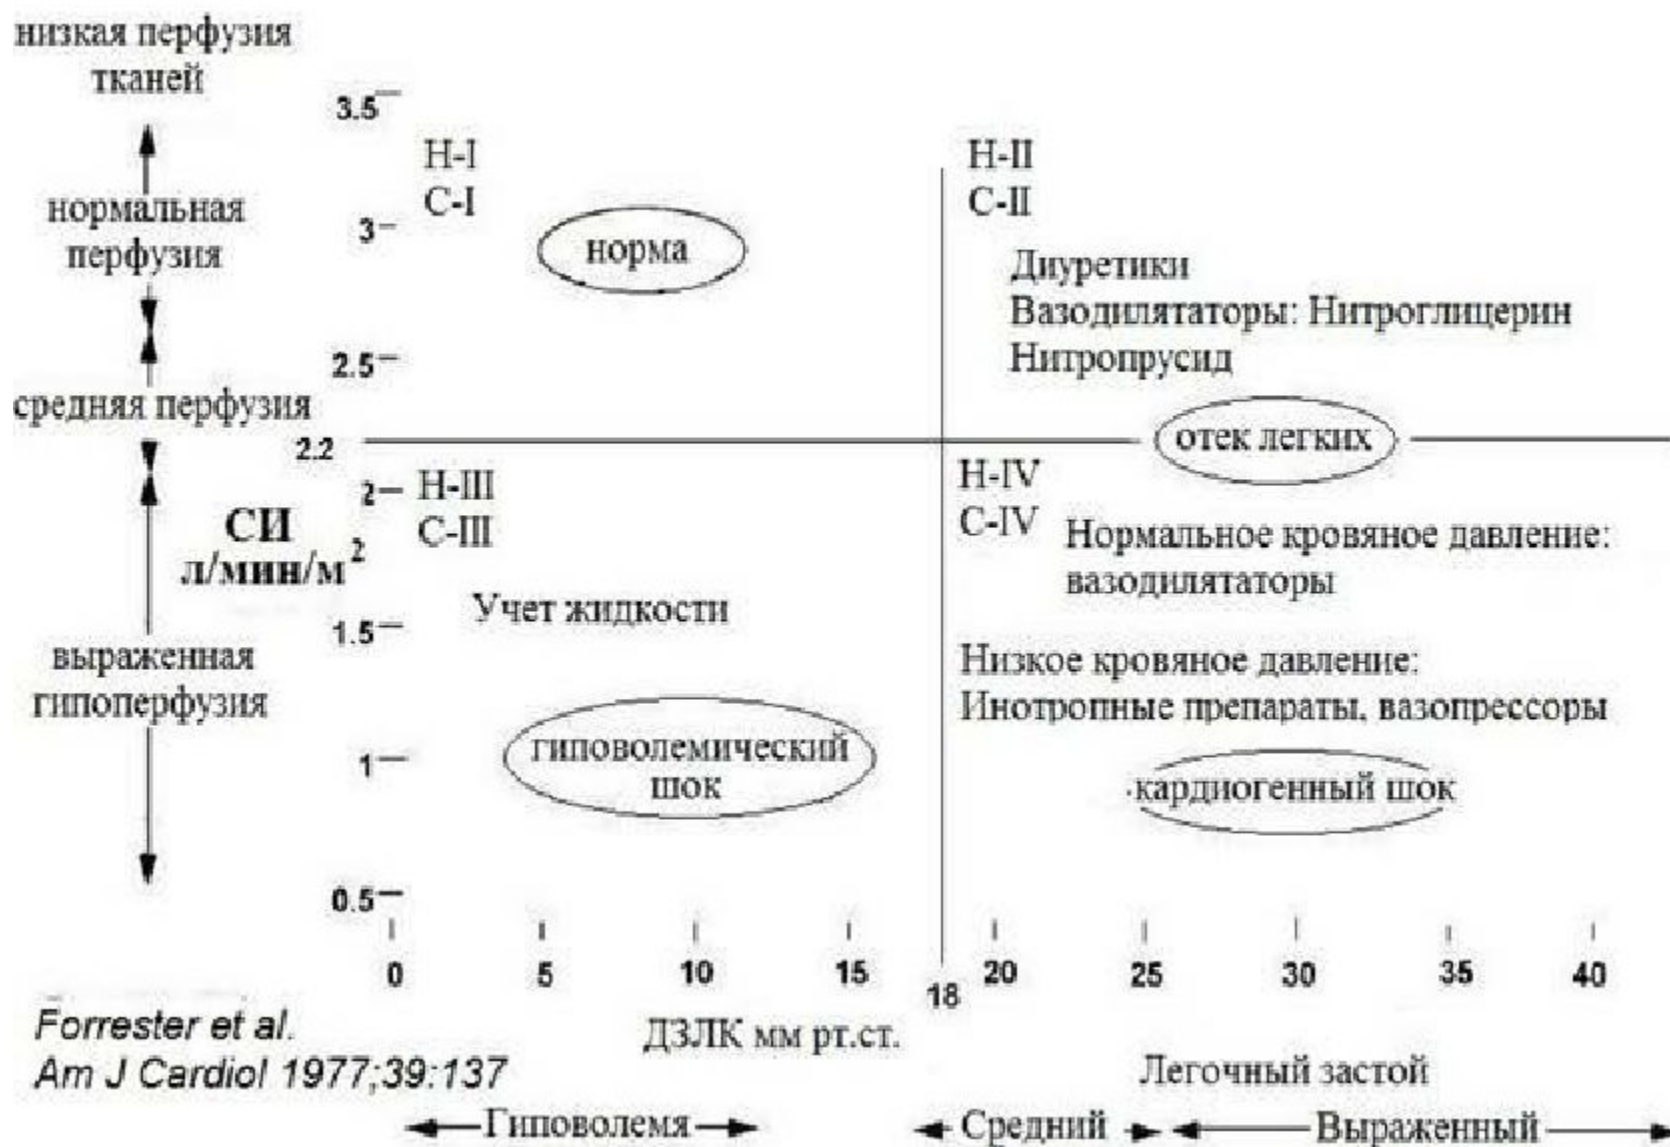 низкая перфузия
тканей
3.5
Н-I
С-I
Н-II
С-II
нормальная
перфузия
3
норма
Диуретики
Вазодилятаторы: Нитроглицерин
Нитропрусид
2.5
средняя перфузия
2.2
отек легких
2
Н-III
С-III
Н-IV
С-IV
СИ
л/мин/м²
Нормальное кровяное давление:
вазодилятаторы
Учет жидкости
1.5
выраженная
гипоперфузия
Низкое кровяное давление:
Инотропные препараты, вазопрессоры
гиповолемический
шок
1
кардиогенный шок
0.5
0 5 10 15 18 20 25 30 35 40
ДЗЛК мм рт.ст.
Forrester et al.
Am J Cardiol 1977;39:137
Легочный застой
Гиповолемя Средний Выраженный